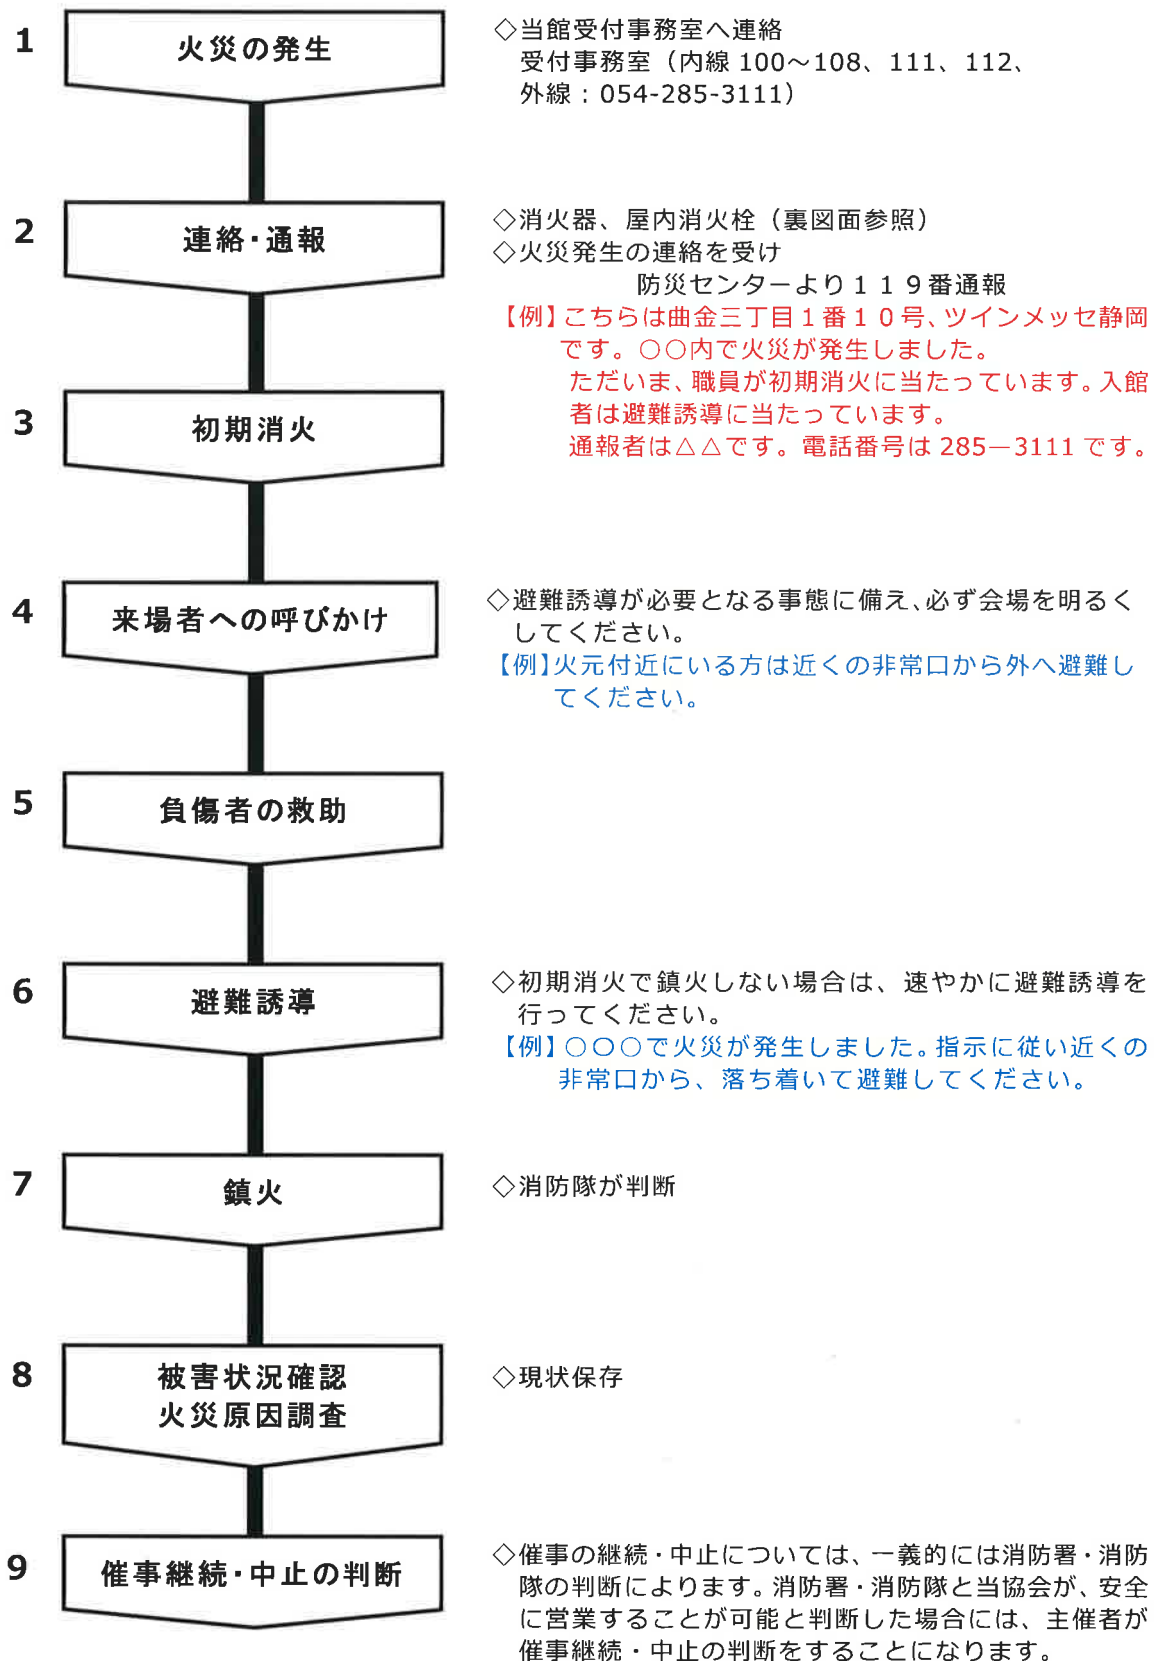 1
火災の発生
◇当館受付事務室へ連絡
受付事務室（内線 100～108、111、112、
外線：054-285-3111）
2
連絡・通報
◇消火器、屋内消火栓（裏図面参照）
◇火災発生の連絡を受け
防災センターより１１９番通報
【例】こちらは曲金三丁目１番１０号、ツインメッセ静岡
です。○○内で火災が発生しました。
ただいま、職員が初期消火に当たっています。入館
者は避難誘導に当たっています。
通報者は△△です。電話番号は 285―3111 です。
3
初期消火
4
来場者への呼びかけ
◇避難誘導が必要となる事態に備え、必ず会場を明るく
してください。
【例】火元付近にいる方は近くの非常口から外へ避難し
てください。
5
負傷者の救助
6
避難誘導
◇初期消火で鎮火しない場合は、速やかに避難誘導を
行ってください。
【例】○○○で火災が発生しました。指示に従い近くの
非常口から、落ち着いて避難してください。
7
鎮火
◇消防隊が判断
8
被害状況確認
火災原因調査
◇現状保存
9
催事継続・中止の判断
◇催事の継続・中止については、一義的には消防署・消防
隊の判断によります。消防署・消防隊と当協会が、安全
に営業することが可能と判断した場合には、主催者が
催事継続・中止の判断をすることになります。